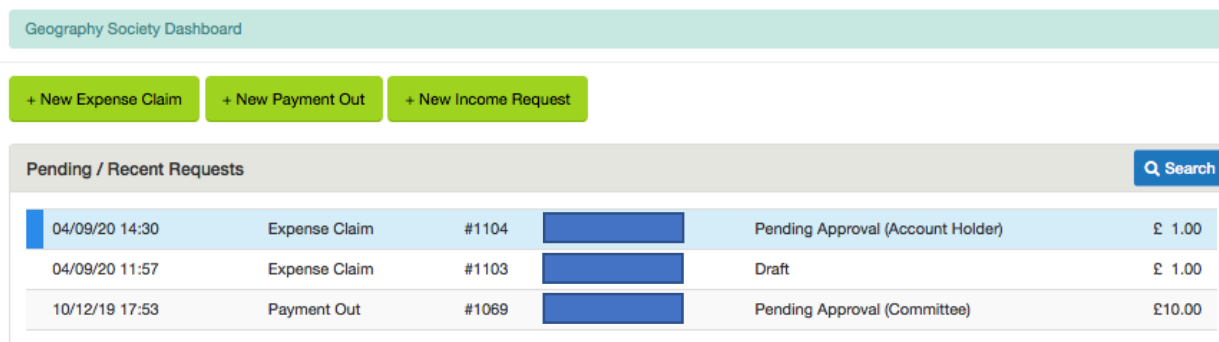 Geography Society Dashboard
+ New Expense Claim + New Payment Out + New Income Request
Pending / Recent Requests Search
04/09/20 14:30 Expense Claim #1104 Pending Approval (Account Holder) £ 1.00
04/09/20 11:57 Expense Claim #1103 Draft £ 1.00
10/12/19 17:53 Payment Out #1069 Pending Approval (Committee) £10.00